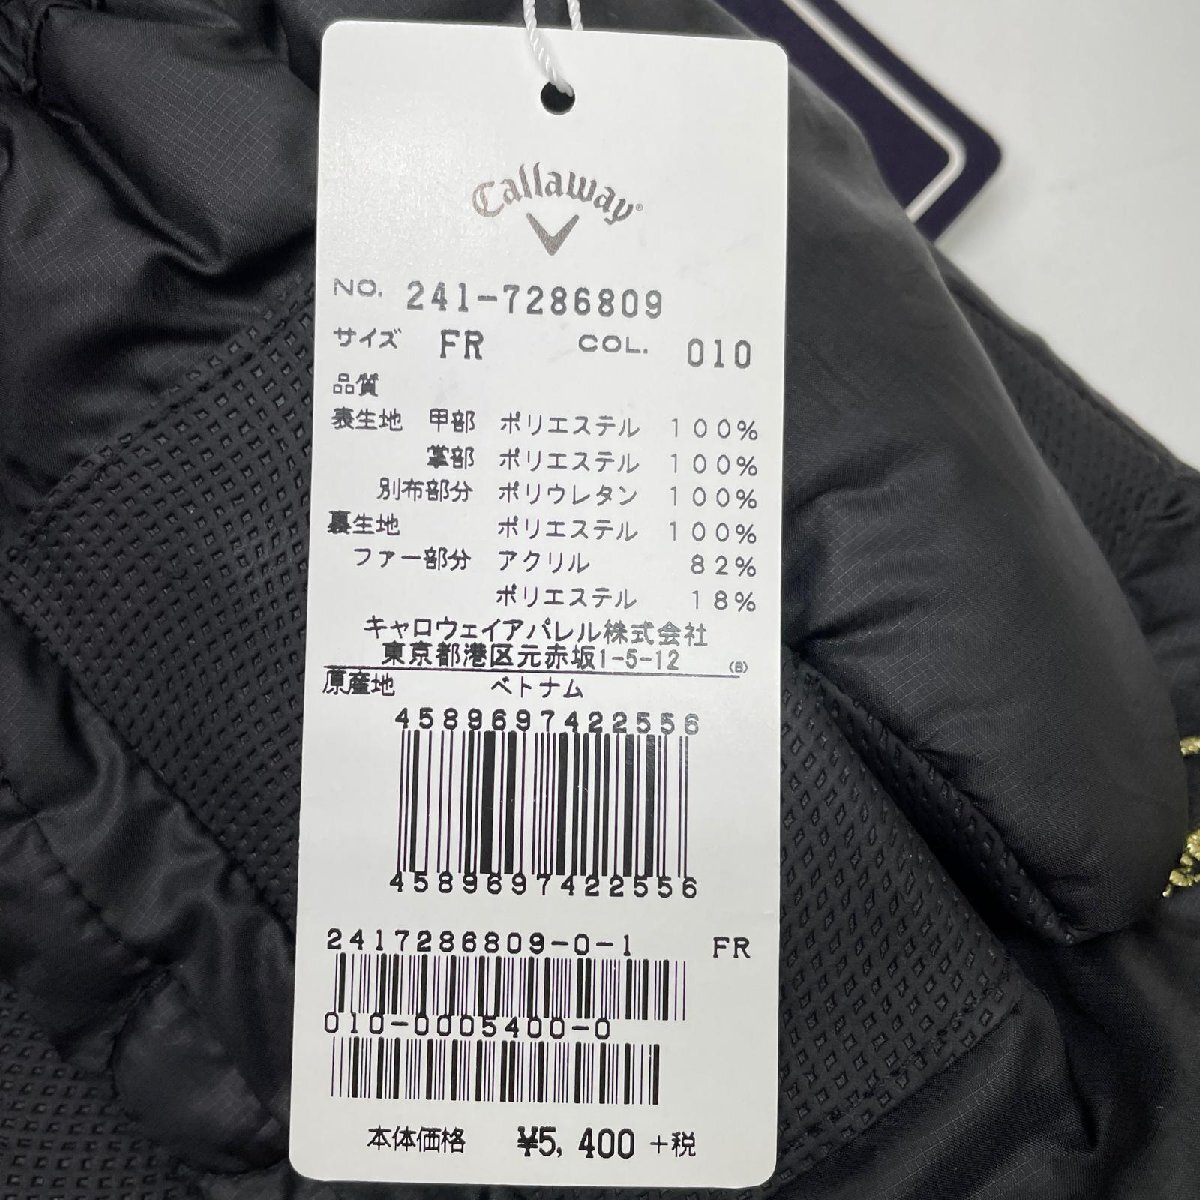 Callaway
NO. 241-7286809
サイズ FR COL. 010
品質
表生地 甲部 ポリエステル 100%
掌部 ポリエステル 100%
別布部分 ポリウレタン 100%
裏生地 ポリエステル 100%
ファー部分 アクリル 82%
ポリエステル 18%
キャロウェイアパレル株式会社
東京都港区元赤坂1-5-12 (B)
原産地 ベトナム
4589697422556
4589697422556
2417286809-0-1 FR
010-0005400-0
本体価格 ¥5,400 +税